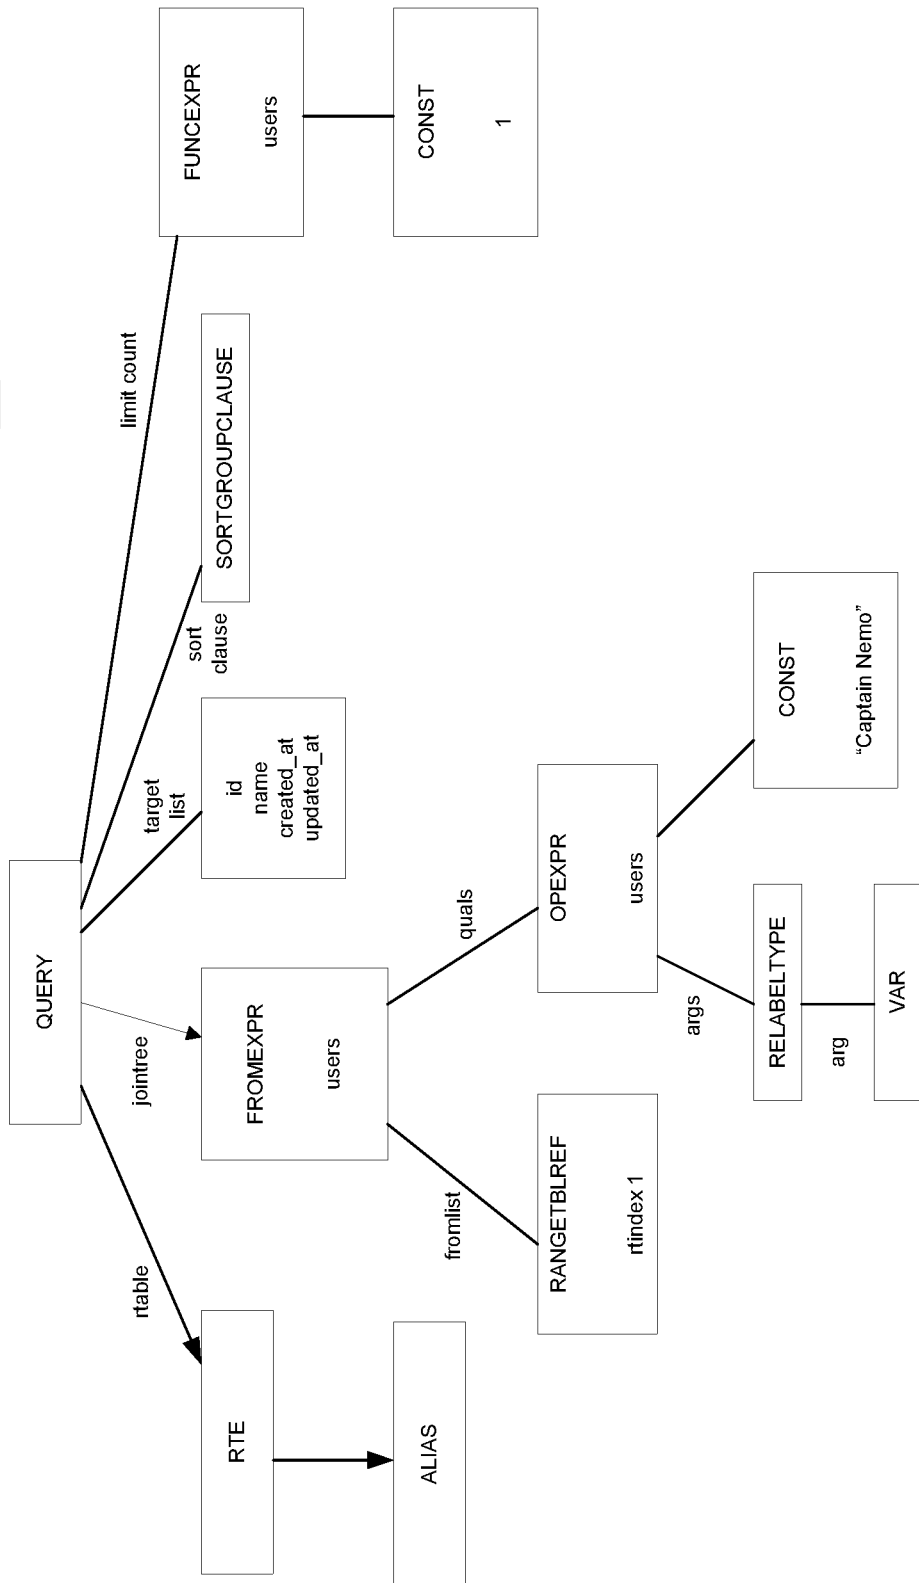 QUERY
rtable
jointree
target
list
sort
clause
limit count
RTE
ALIAS
FROMEXPR
users
id
name
created_at
updated_at
SORTGROUPCLAUSE
FUNCEXPR
users
CONST
1
fromlist
quals
RANGETBLREF
rtindex 1
OPEXPR
users
args
RELABELTYPE
arg
VAR
CONST
“Captain Nemo”